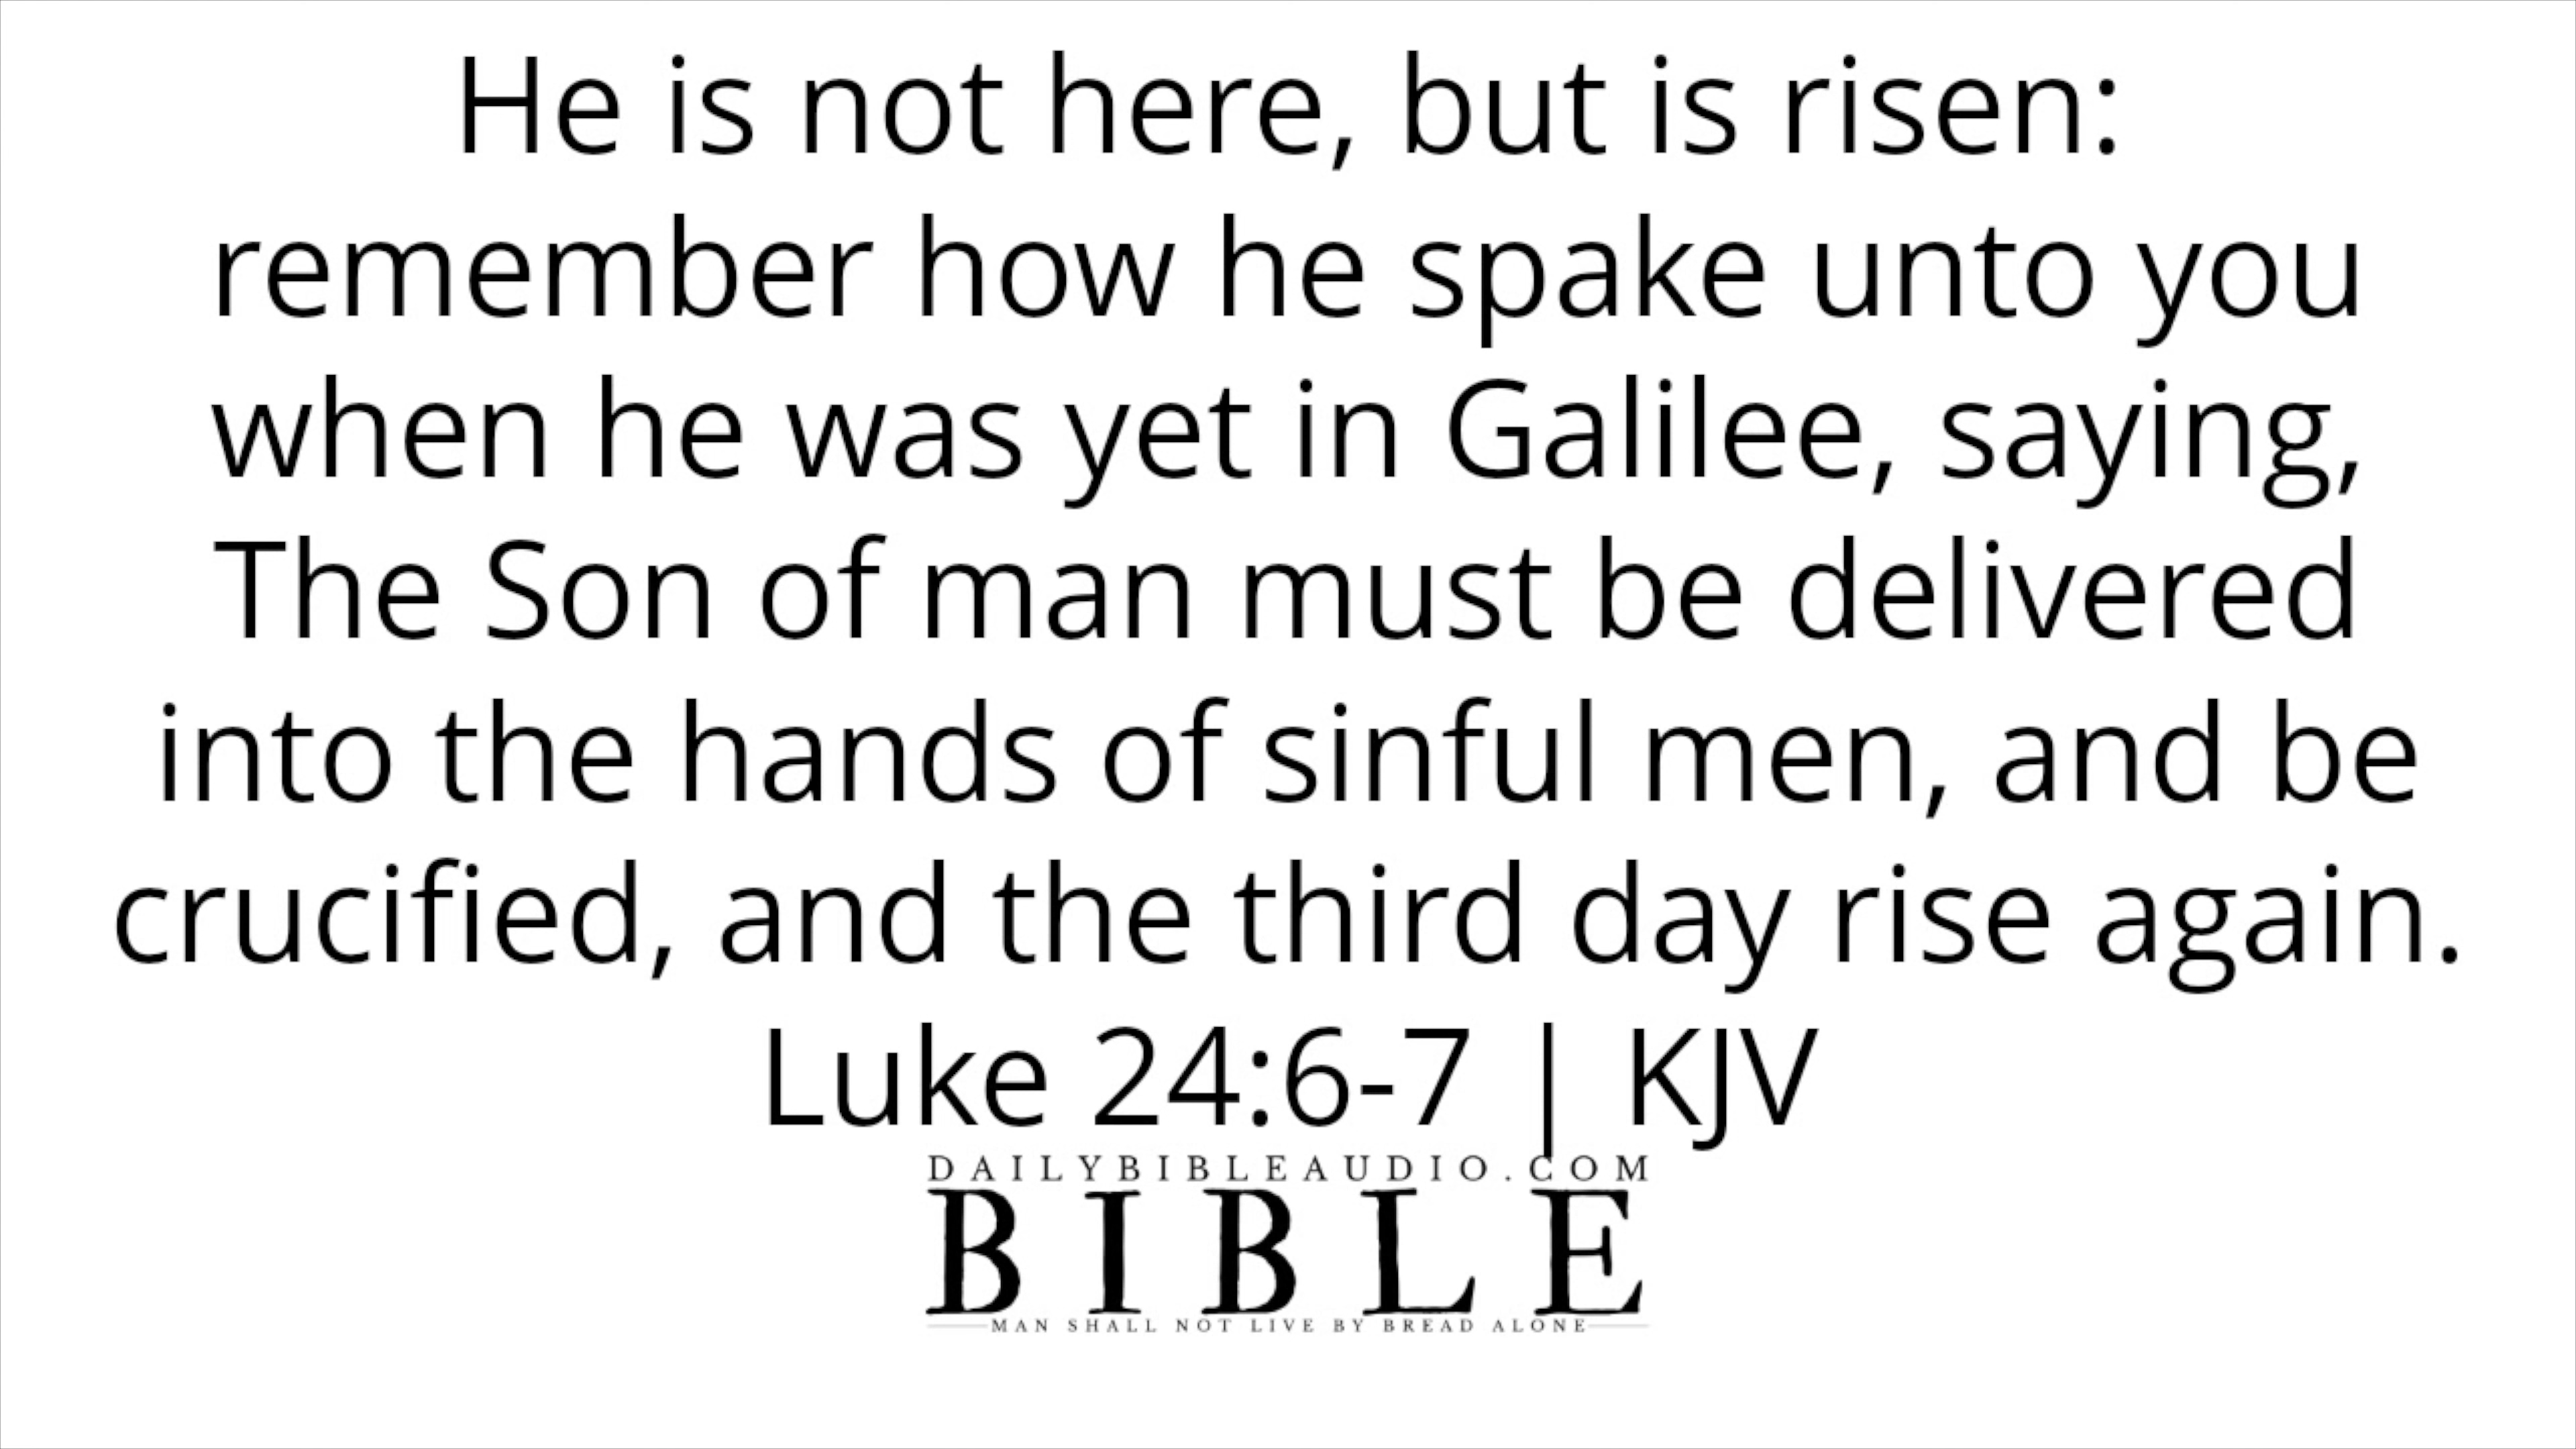 He is not here, but is risen:
remember how he spake unto you
when he was yet in Galilee, saying,
The Son of man must be delivered
into the hands of sinful men, and be
crucified, and the third day rise again.
Luke 24:6-7 | KJV
DAILYBIBLEAUDIO.COM
BIBLE
MAN SHALL NOT LIVE BY BREAD ALONE